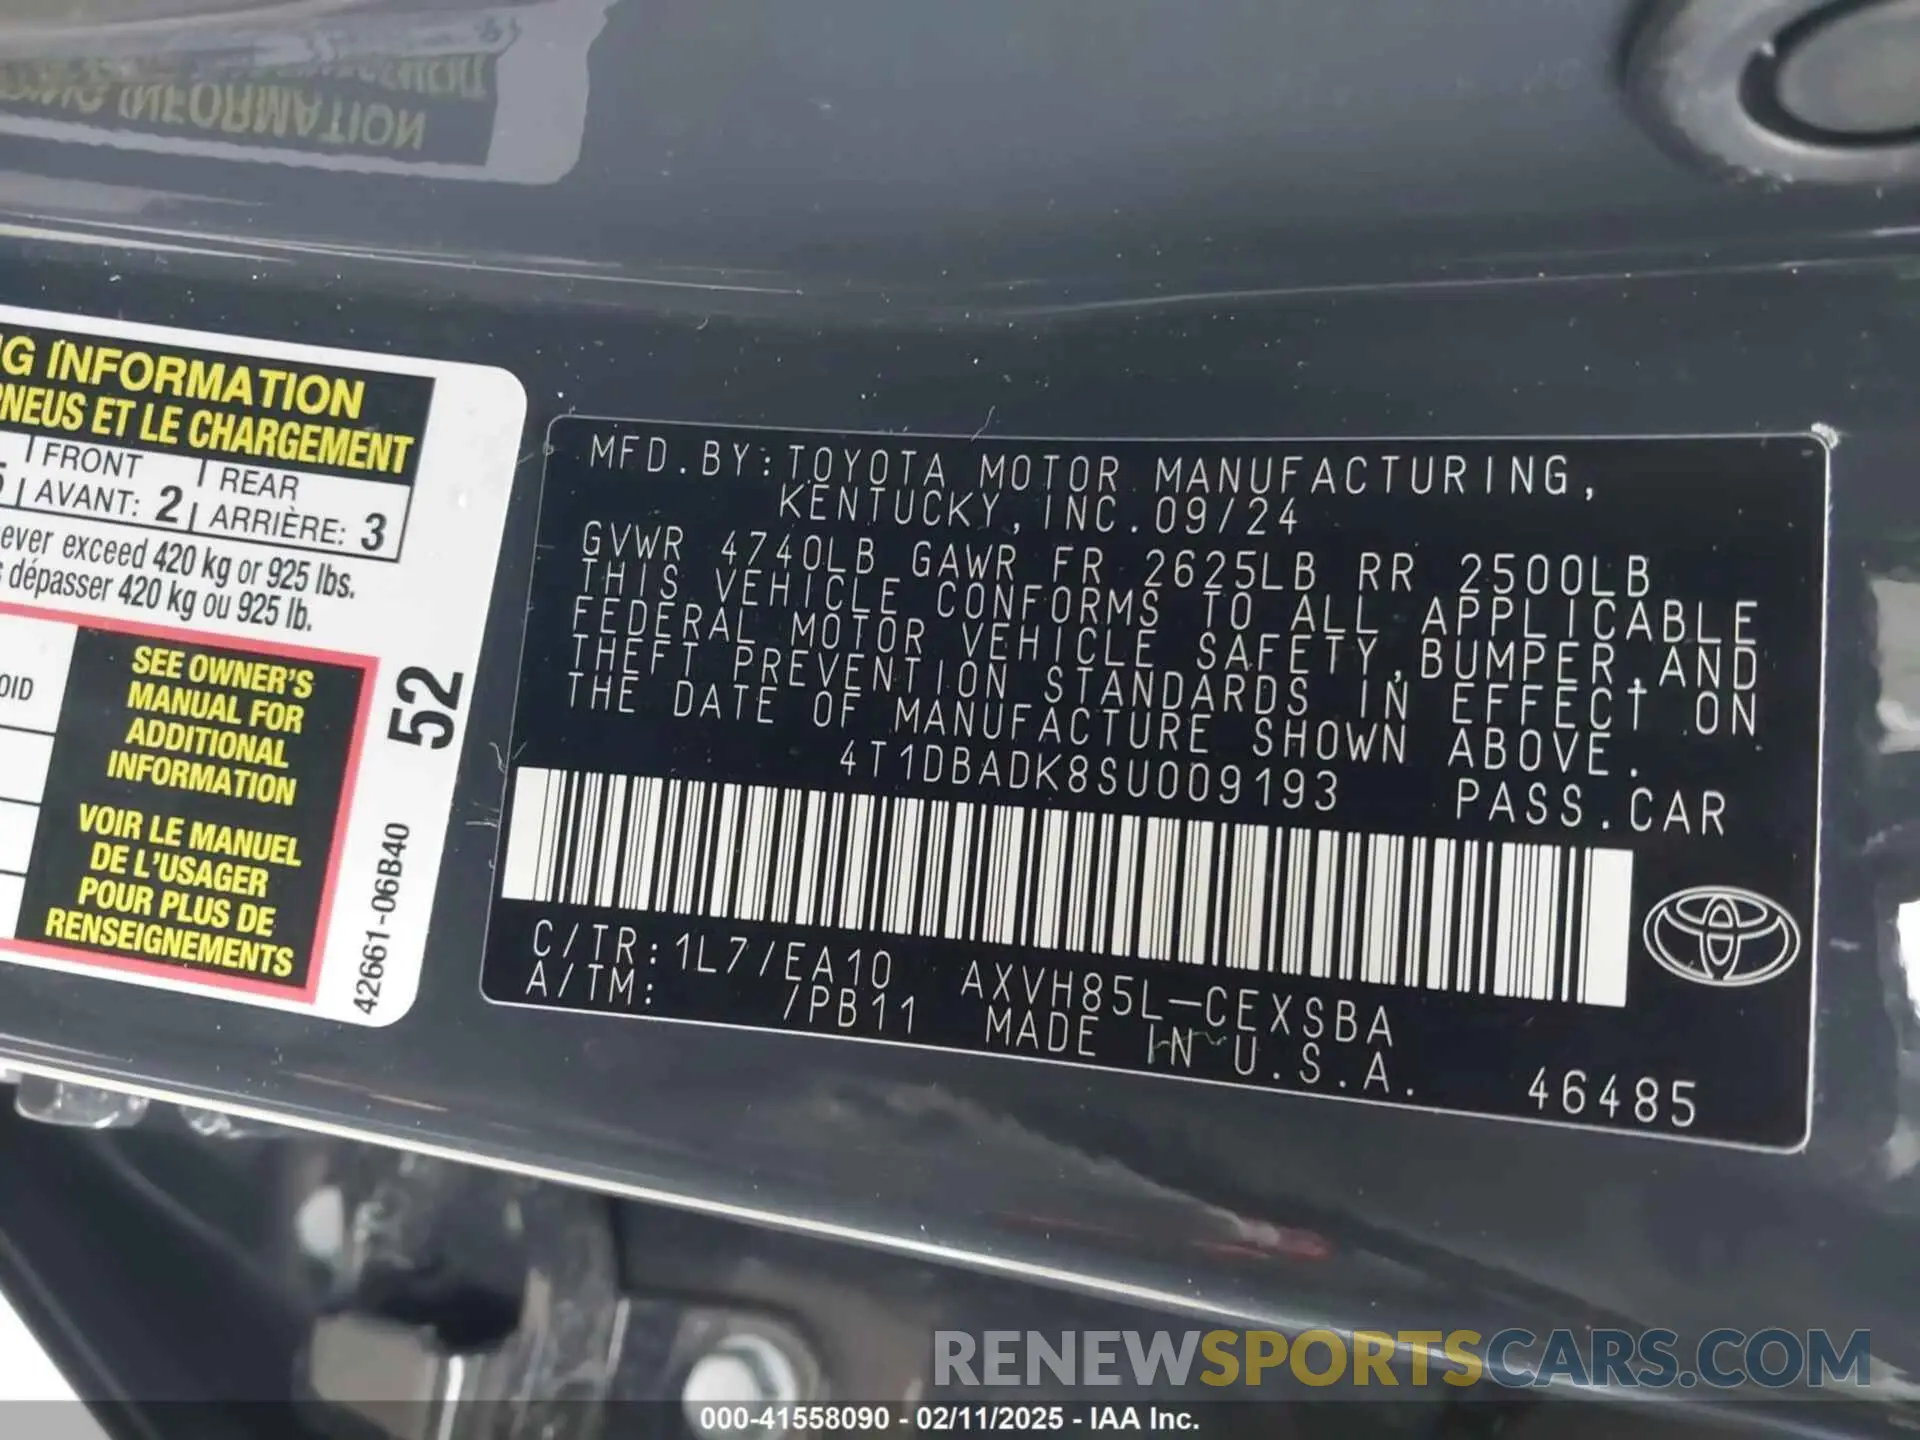 DING INFORMATION
G INFORMATION
PNEUS ET LE CHARGEMENT
FRONT REAR
5 AVANT: 2 ARRIÈRE: 3
ever exceed 420 kg or 925 lbs.
s dépasser 420 kg ou 925 lb.
OID
SEE OWNER'S
MANUAL FOR
ADDITIONAL
INFORMATION
VOIR LE MANUEL
DE L'USAGER
POUR PLUS DE
RENSEIGNEMENTS
52
42661-06B40
MFD.BY:TOYOTA MOTOR MANUFACTURING,
KENTUCKY,INC.09/24
GVWR 4740LB GAWR FR 2625LB RR 2500LB
THIS VEHICLE CONFORMS TO ALL APPLICABLE
FEDERAL MOTOR VEHICLE SAFETY,BUMPER,AND
THEFT PREVENTION STANDARDS IN EFFECT ON
THE DATE OF MANUFACTURE SHOWN ABOVE.
4T1DBADK8SU009193 PASS.CAR
C/TR:1L7/EA10 AXVH85L-CEXSBA
A/TM: /PB11 MADE IN U.S.A.
46485
RENEWSPORTSCARS.COM
000-41558090 - 02/11/2025 - IAA Inc.